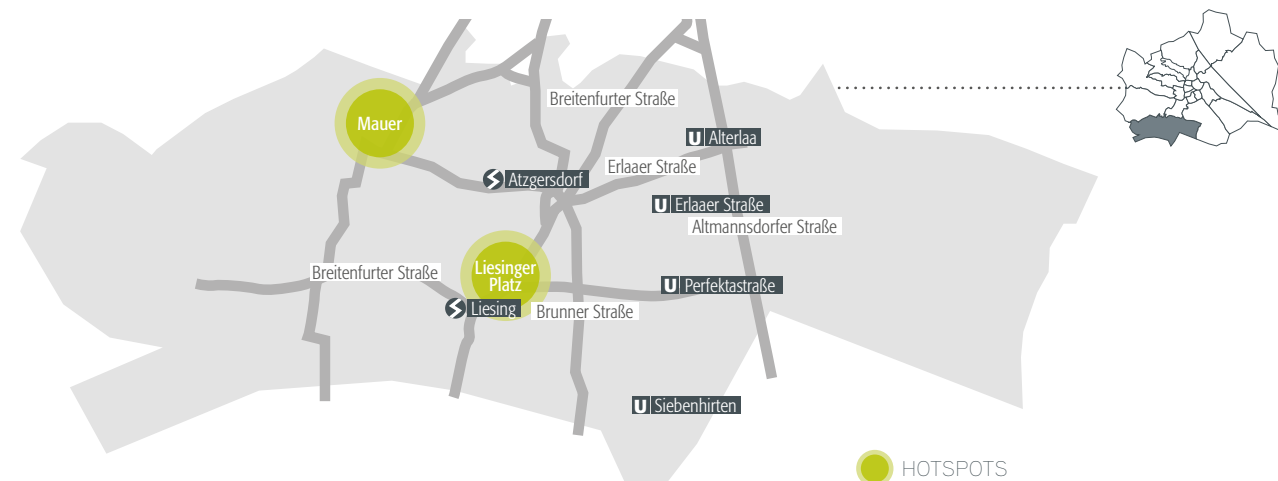 Breitenfurter Straße
Mauer
U Alterlaa
Erlaaer Straße
S Atzgersdorf
U Erlaaer Straße
Altmannsdorfer Straße
Liesinger
Platz
Breitenfurter Straße
U Perfektastraße
S Liesing
Brunner Straße
U Siebenhirten
HOTSPOTS